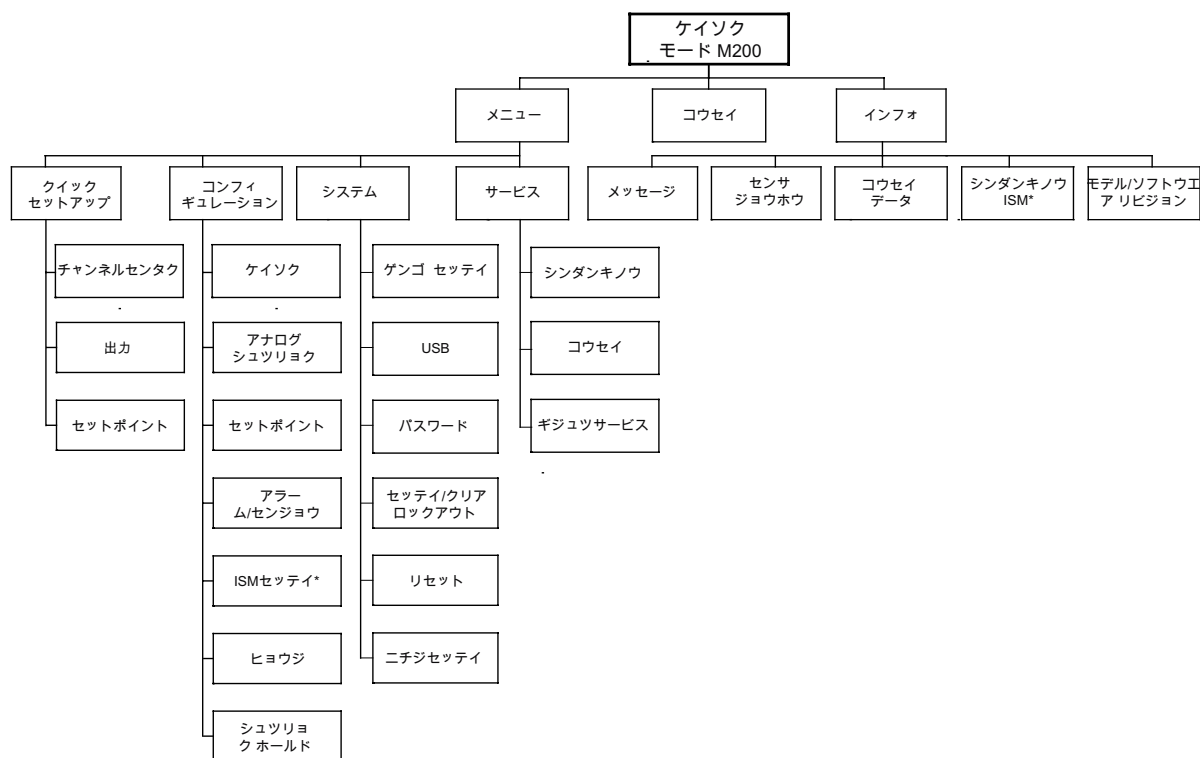 ケイソク
モード M200
メニュー
コウセイ
インフォ
クイック
セットアップ
コンフィ
ギュレーション
システム
サービス
メッセージ
センサ
ジョウホウ
コウセイ
データ
シンダンキノウ
ISM*
モデル/ソフトウエ
ア リビジョン
チャンネルセンタク
出力
セットポイント
ケイソク
アナログ
シュツリョク
セットポイント
アラー
ム/センジョウ
ISMセッテイ*
ヒョウジ
シュツリョ
ク ホールド
ゲンゴ セッテイ
USB
パスワード
セッテイ/クリア
ロックアウト
リセット
ニチジセッテイ
シンダンキノウ
コウセイ
ギジュツサービス